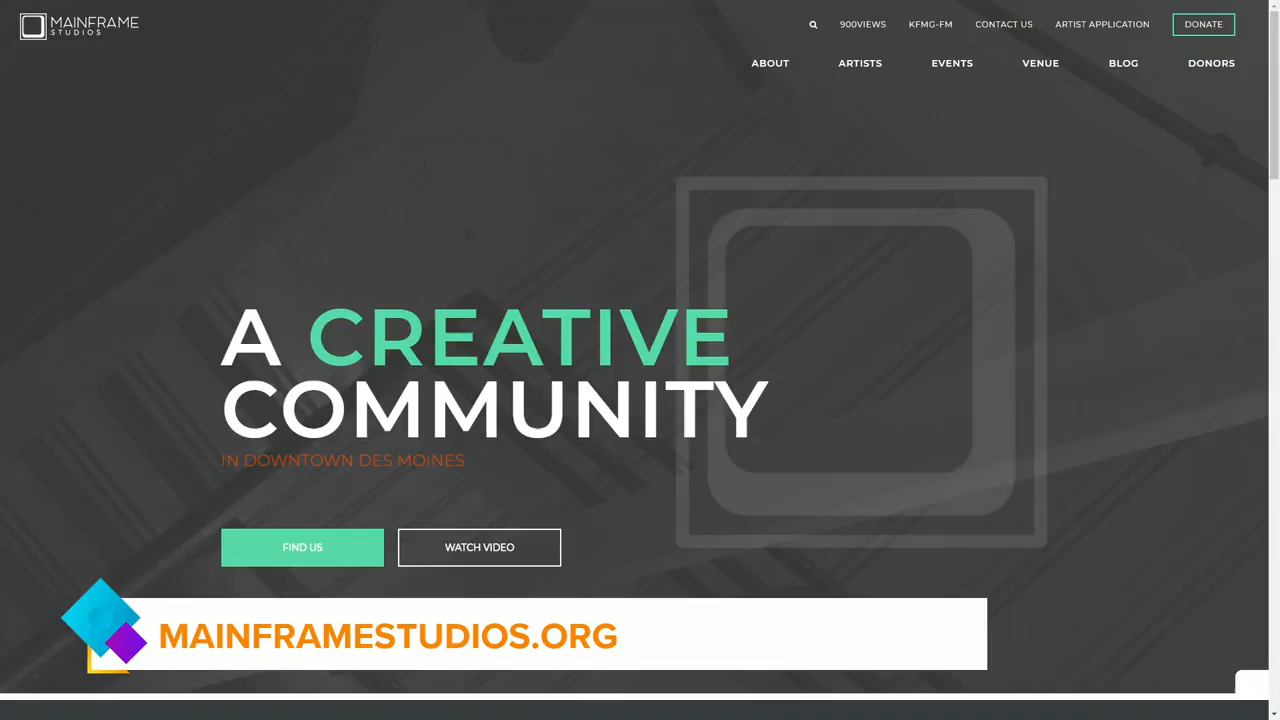 MAINFRAME
STUDIOS
900VIEWS KFMG-FM CONTACT US ARTIST APPLICATION DONATE
ABOUT ARTISTS EVENTS VENUE BLOG DONORS
A CREATIVE
COMMUNITY
IN DOWNTOWN DES MOINES
FIND US WATCH VIDEO
MAINFRAMESTUDIOS.ORG